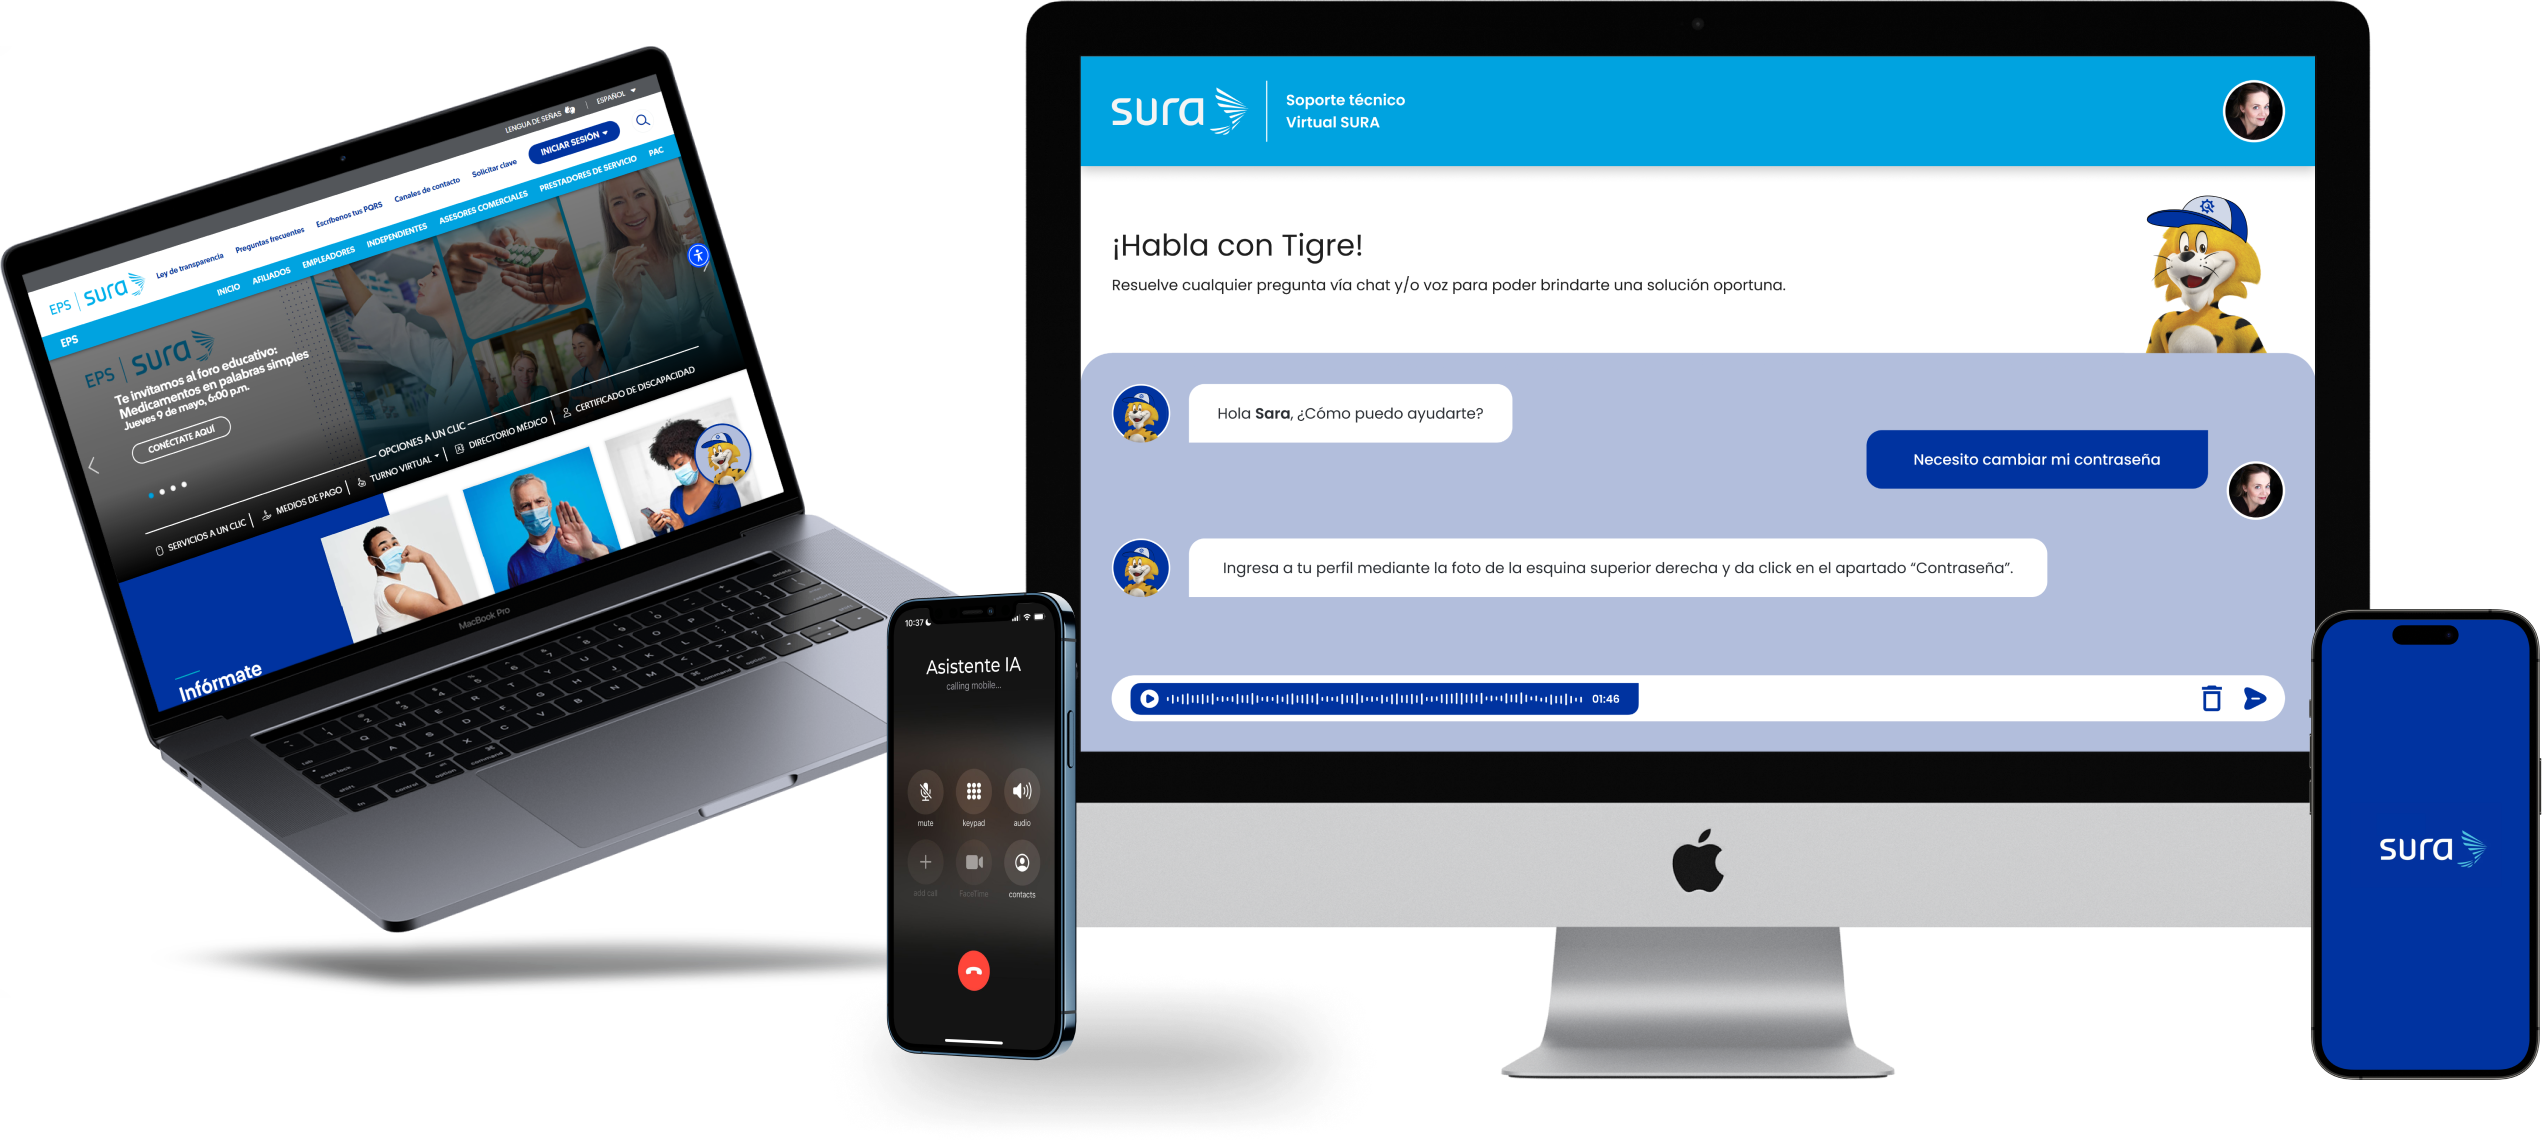 LENGUA DE SEÑAS | ESPAÑOL
EPS | sura
Ley de transparencia
Preguntas frecuentes
Escríbenos tus PQRS
Canales de contacto
Solicitar clave
INICIAR SESIÓN
EPS
INICIO
AFILIADOS
EMPLEADORES
INDEPENDIENTES
ASESORES COMERCIALES
PRESTADORES DE SERVICIO
PAC
EPS | sura
Te invitamos al foro educativo:
Medicamentos en palabras simples
Jueves 9 de mayo, 6:00 p.m.
CONÉCTATE AQUÍ
OPCIONES A UN CLIC
SERVICIOS A UN CLIC | MEDIOS DE PAGO | TURNO VIRTUAL | DIRECTORIO MÉDICO | CERTIFICADO DE DISCAPACIDAD
Infórmate
MacBook Pro
10:37
Asistente IA
calling mobile...
mute
keypad
audio
add call
FaceTime
contacts
sura
Soporte técnico
Virtual SURA
¡Habla con Tigre!
Resuelve cualquier pregunta vía chat y/o voz para poder brindarte una solución oportuna.
Hola Sara, ¿Cómo puedo ayudarte?
Necesito cambiar mi contraseña
Ingresa a tu perfil mediante la foto de la esquina superior derecha y da click en el apartado “Contraseña”.
01:46
sura